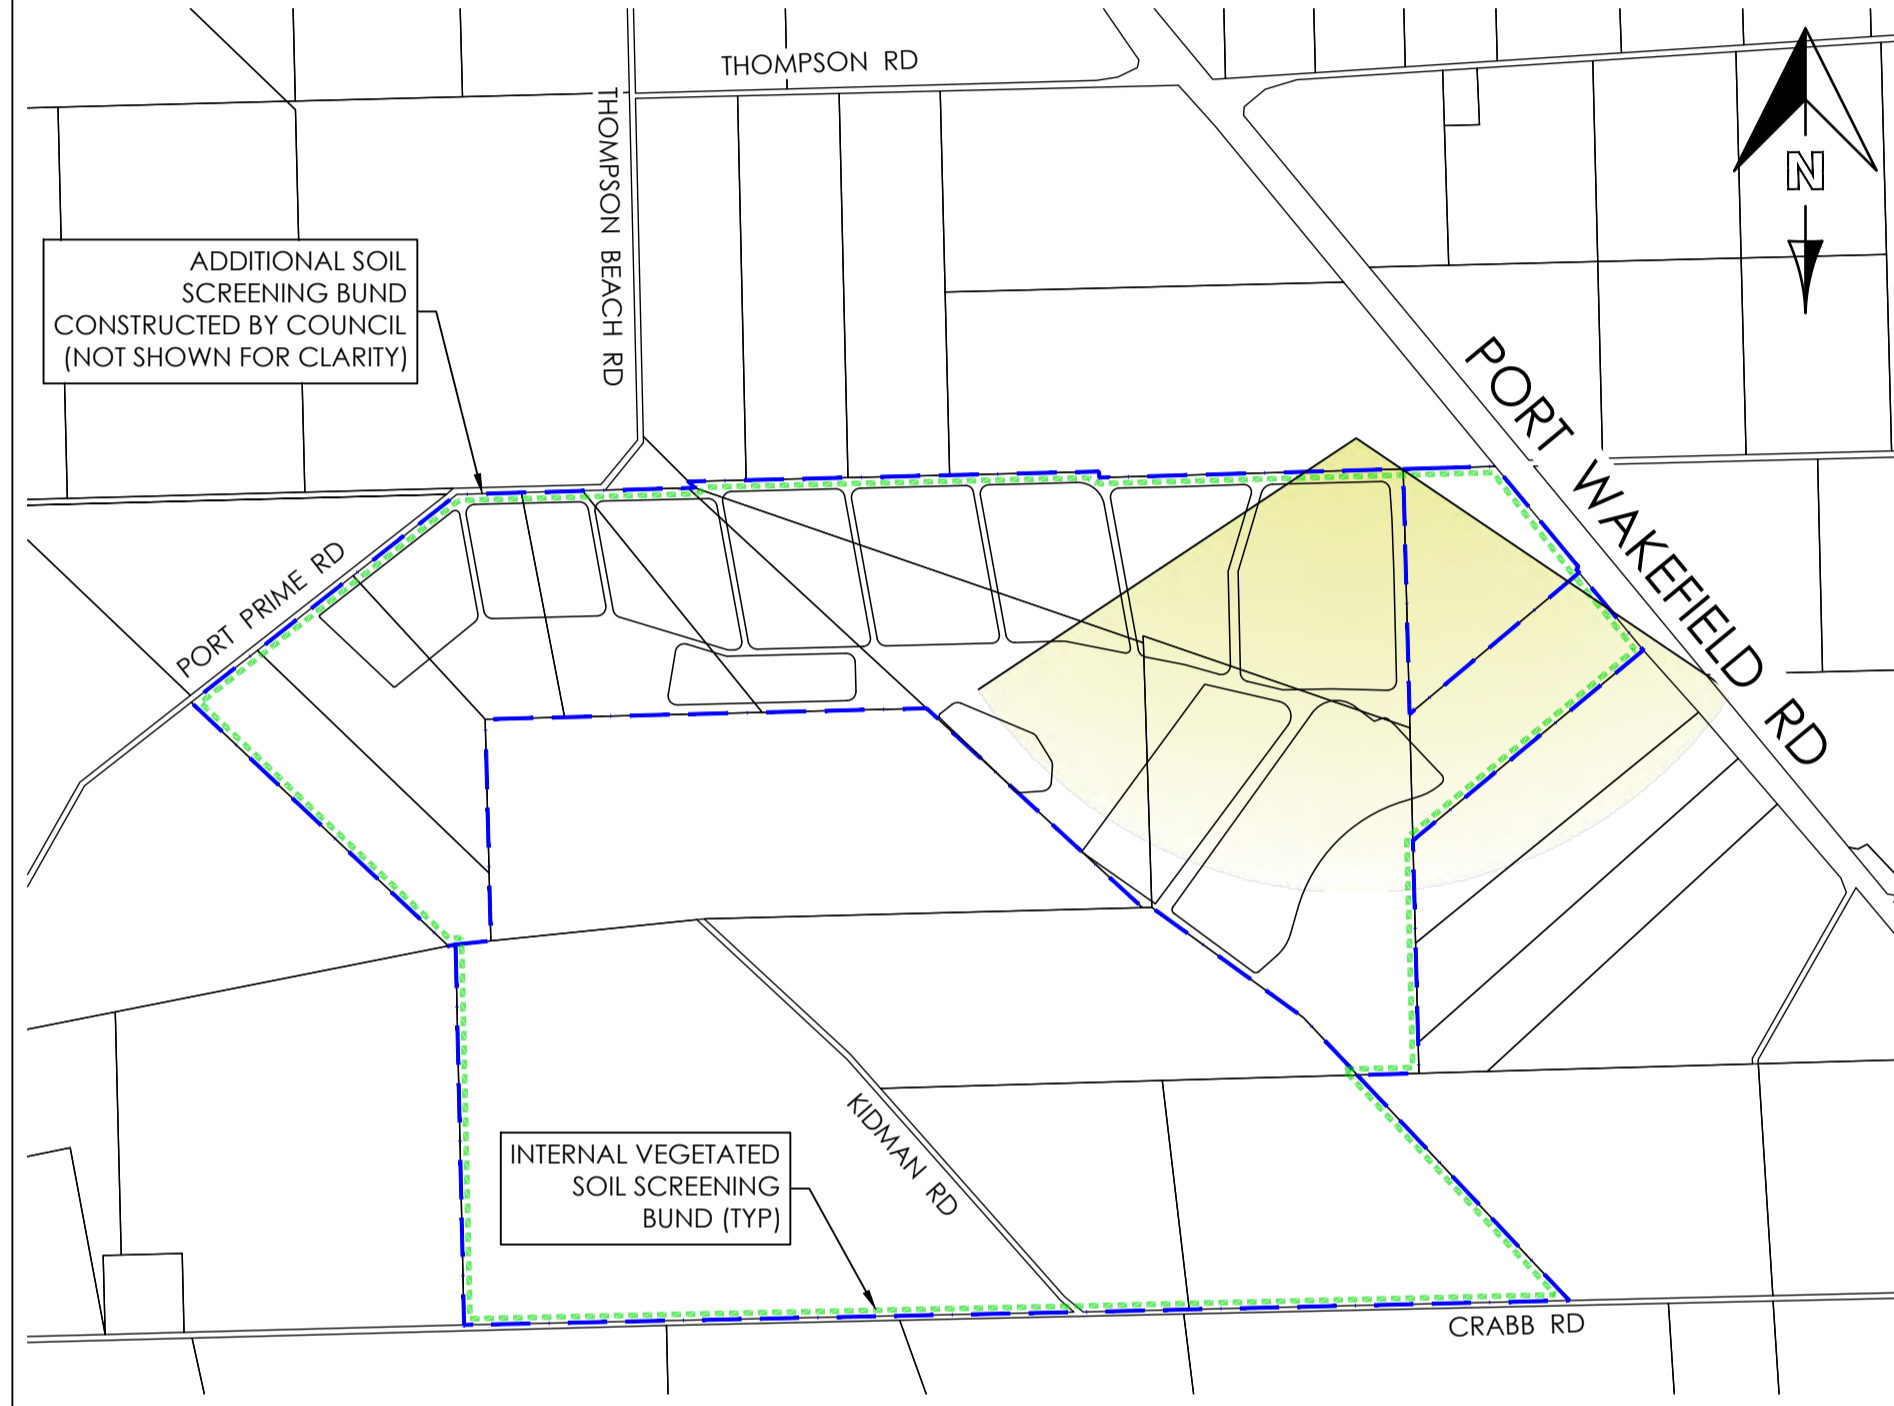 THOMPSON RD
THOMPSON BEACH RD
N
ADDITIONAL SOIL
SCREENING BUND
CONSTRUCTED BY COUNCIL
(NOT SHOWN FOR CLARITY)
PORT WAKEFIELD RD
PORT PRIME RD
KIDMAN RD
INTERNAL VEGETATED
SOIL SCREENING
BUND (TYP)
CRABB RD